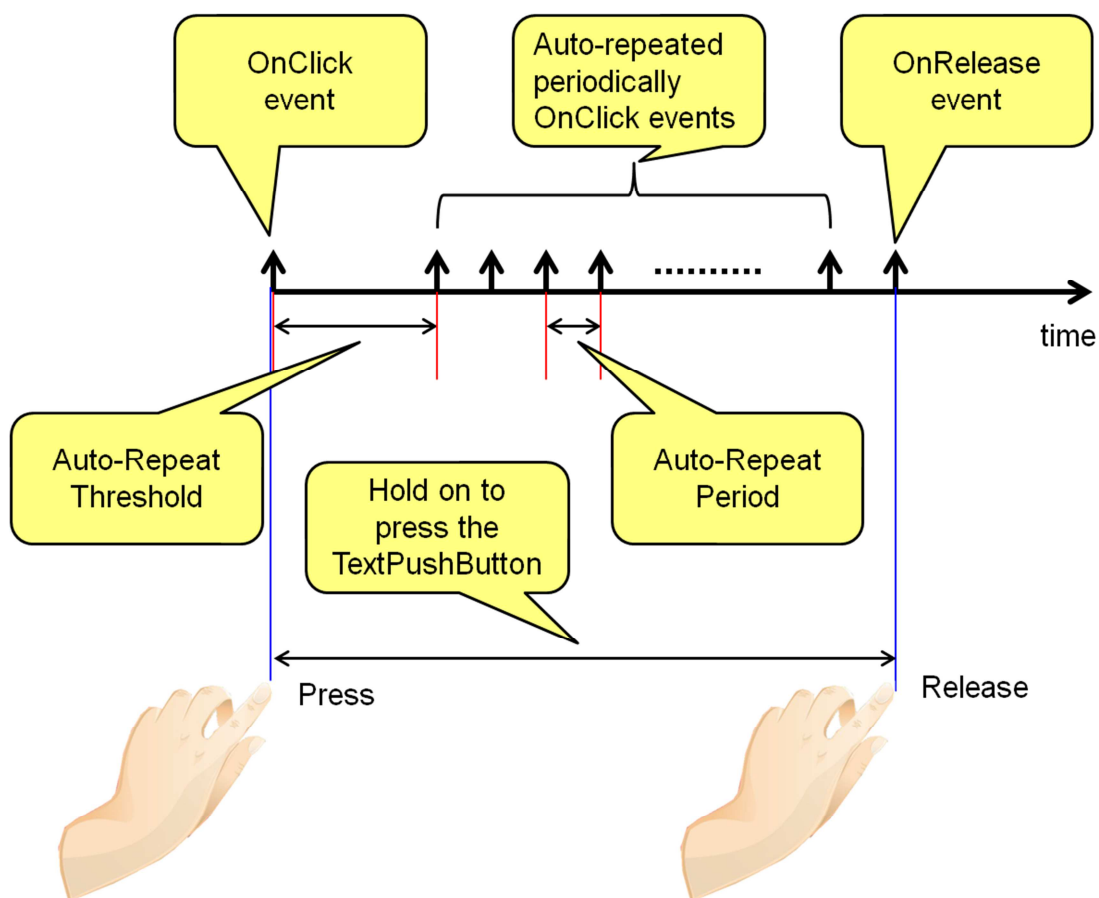 OnClick
event
Auto-repeated
periodically
OnClick events
OnRelease
event
time
Auto-Repeat
Threshold
Hold on to
press the
TextPushButton
Auto-Repeat
Period
Press
Release